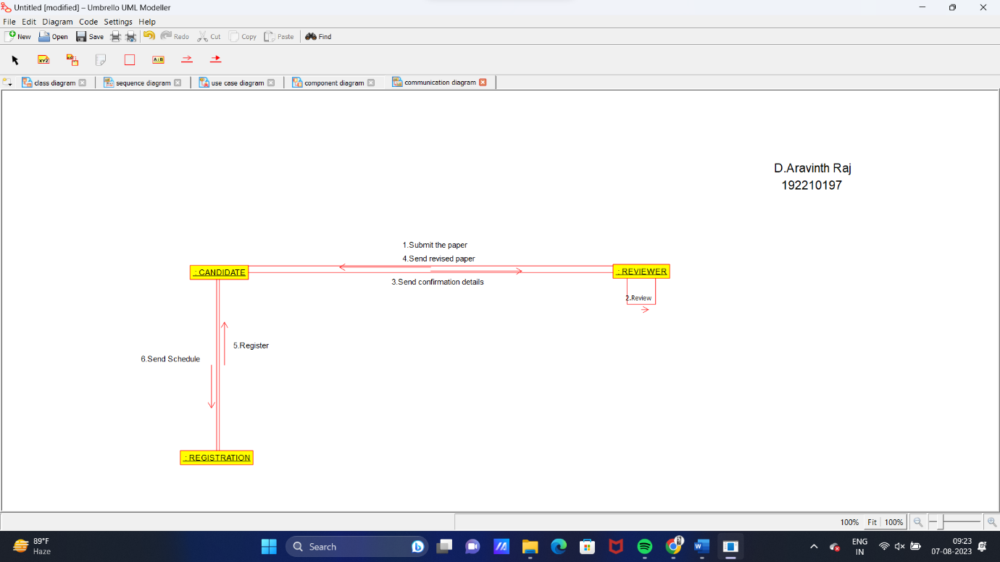 Untitled [modified] – Umbrello UML Modeller
File Edit Diagram Code Settings Help
New Open Save Redo Cut Copy Paste Find
XYZ A:B
class diagram sequence diagram use case diagram component diagram communication diagram
D.Aravinth Raj
192210197
1.Submit the paper
4.Send revised paper
: CANDIDATE
: REVIEWER
3.Send confirmation details
2.Review
5.Register
6.Send Schedule
: REGISTRATION
100% Fit 100%
89°F
Haze
Search
ENG
IN
09:23
07-08-2023